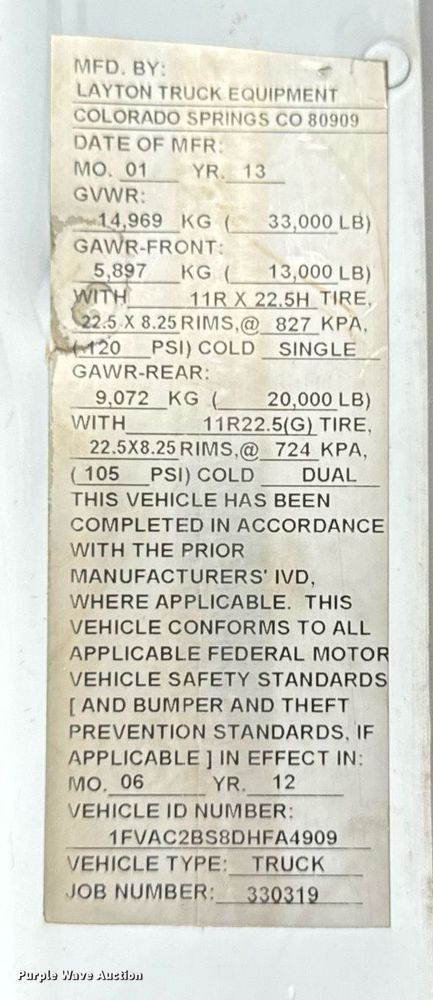 MFD. BY:
LAYTON TRUCK EQUIPMENT
COLORADO SPRINGS CO 80909
DATE OF MFR:
MO. 01 YR. 13
GVWR:
14,969 KG ( 33,000 LB)
GAWR-FRONT:
5,897 KG ( 13,000 LB)
WITH 11R X 22.5H TIRE,
22.5 X 8.25 RIMS,@ 827 KPA,
( 120 PSI) COLD SINGLE
GAWR-REAR:
9,072 KG ( 20,000 LB)
WITH 11R22.5(G) TIRE,
22.5X8.25 RIMS,@ 724 KPA,
( 105 PSI) COLD DUAL
THIS VEHICLE HAS BEEN
COMPLETED IN ACCORDANCE
WITH THE PRIOR
MANUFACTURERS' IVD,
WHERE APPLICABLE. THIS
VEHICLE CONFORMS TO ALL
APPLICABLE FEDERAL MOTOR
VEHICLE SAFETY STANDARDS
[ AND BUMPER AND THEFT
PREVENTION STANDARDS, IF
APPLICABLE ] IN EFFECT IN:
MO. 06 YR. 12
VEHICLE ID NUMBER:
1FVAC2BS8DHFA4909
VEHICLE TYPE: TRUCK
JOB NUMBER: 330319
Purple Wave Auction